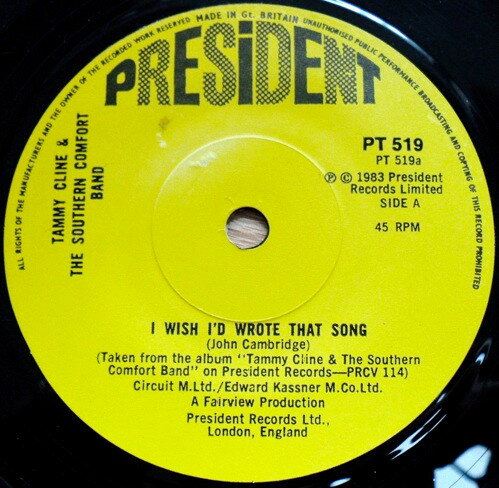 ALL RIGHTS OF THE MANUFACTURERS AND THE OWNER OF THE RECORDED WORK RESERVED MADE IN Gt. BRITAIN UNAUTHORISED PUBLIC PERFORMANCE BROADCASTING AND COPYING OF THIS RECORD PROHIBITED
PRESiDENT
TAMMY CLINE &
THE SOUTHERN COMFORT
BAND
PT 519
PT 519a
Ⓟ © 1983 President
Records Limited
SIDE A
45 RPM
I WISH I'D WROTE THAT SONG
(John Cambridge)
(Taken from the album "Tammy Cline & The Southern
Comfort Band" on President Records—PRCV 114)
Circuit M.Ltd./Edward Kassner M.Co.Ltd.
A Fairview Production
President Records Ltd.,
London, England